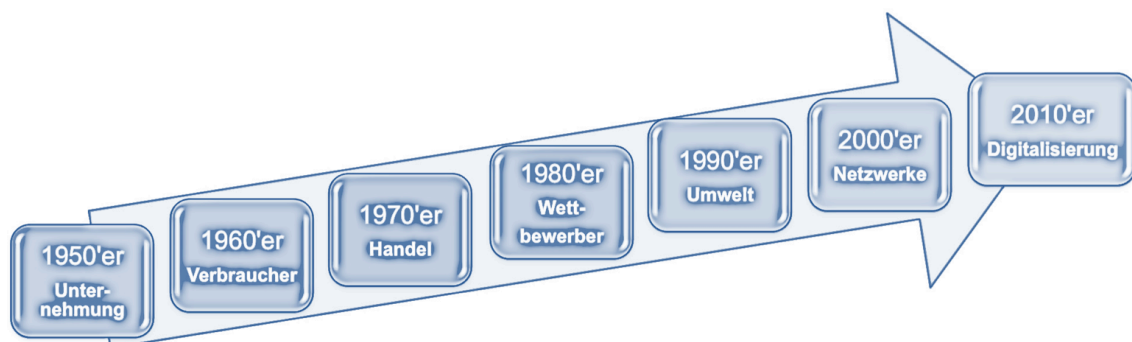 1950'er
Unter-
nehmung
1960'er
Verbraucher
1970'er
Handel
1980'er
Wett-
bewerber
1990'er
Umwelt
2000'er
Netzwerke
2010'er
Digitalisierung